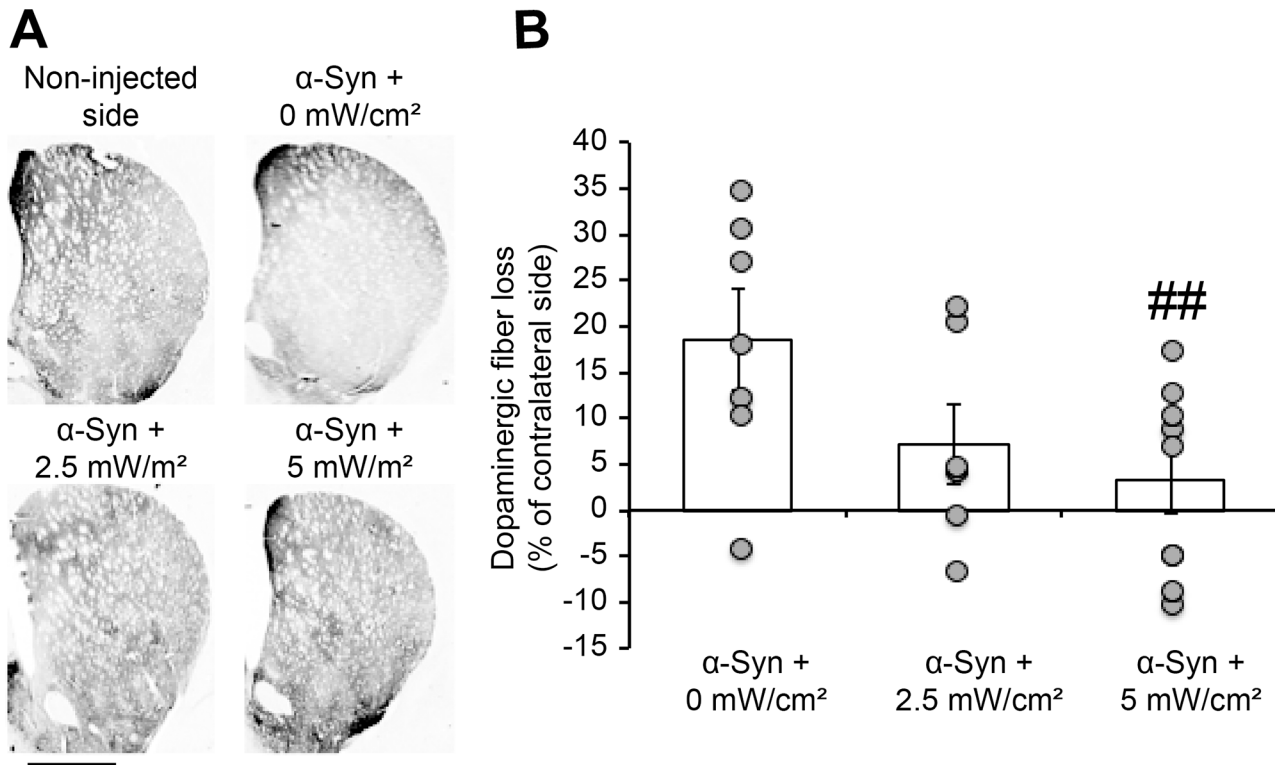 A
Non-injected
side
α-Syn +
0 mW/cm²
α-Syn +
2.5 mW/m²
α-Syn +
5 mW/m²
B
Dopaminergic fiber loss
(% of contralateral side)
40
35
30
25
20
15
10
5
0
-5
-10
-15
##
α-Syn +
0 mW/cm²
α-Syn +
2.5 mW/cm²
α-Syn +
5 mW/cm²